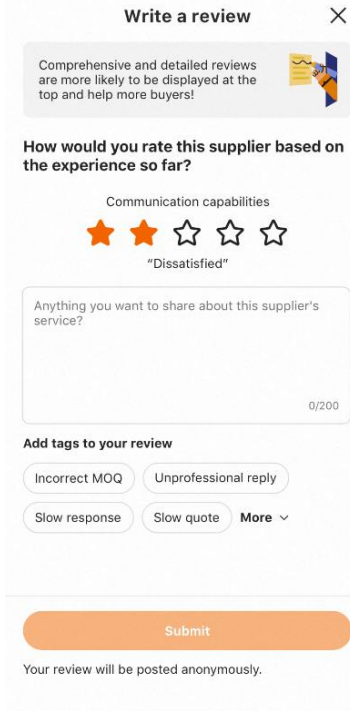 Write a review
Comprehensive and detailed reviews
are more likely to be displayed at the
top and help more buyers!
How would you rate this supplier based on
the experience so far?
Communication capabilities
“Dissatisfied”
Anything you want to share about this supplier's
service?
0/200
Add tags to your review
Incorrect MOQ
Unprofessional reply
Slow response
Slow quote
More
Submit
Your review will be posted anonymously.